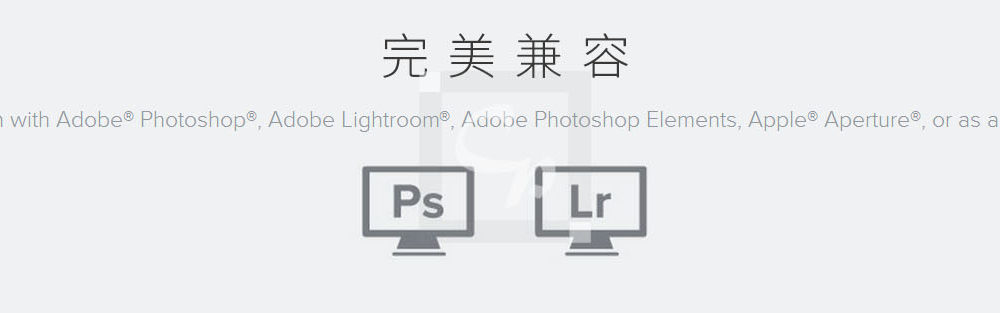 完美兼容
with Adobe® Photoshop®, Adobe Lightroom®, Adobe Photoshop Elements, Apple® Aperture®, or as a
Ps Lr